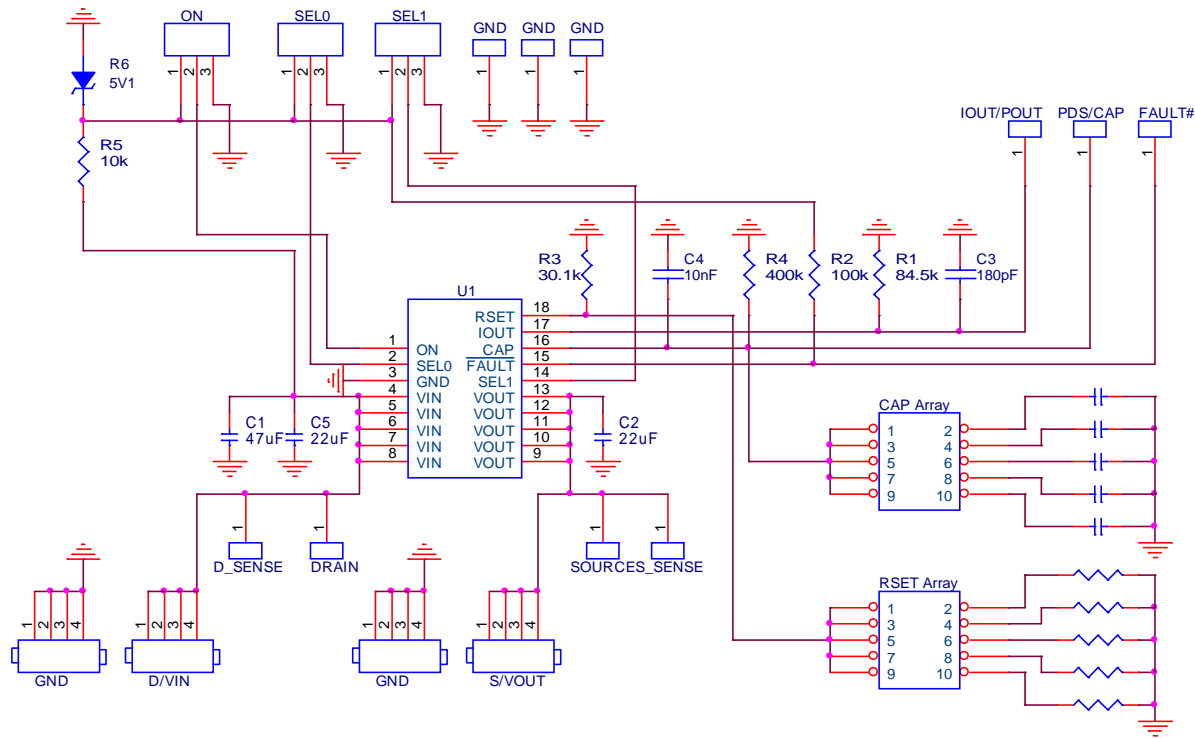 ON
SEL0
SEL1
GND
GND
GND
1
2
3
1
2
3
1
2
3
1
1
1
R6
5V1
R5
10k
IOUT/POUT
PDS/CAP
FAULT#
1
1
1
R3
30.1k
C4
10nF
R4
400k
R2
100k
R1
84.5k
C3
180pF
U1
1 ON
2 SEL0
3 GND
4 VIN
5 VIN
6 VIN
7 VIN
8 VIN
RSET 18
IOUT 17
CAP 16
FAULT 15
SEL1 14
VOUT 13
VOUT 12
VOUT 11
VOUT 10
VOUT 9
C1
47uF
C5
22uF
C2
22uF
CAP Array
1 2
3 4
5 6
7 8
9 10
1
1
1
1
D_SENSE
DRAIN
SOURCES_SENSE
RSET Array
1 2
3 4
5 6
7 8
9 10
1
2
3
4
1
2
3
4
1
2
3
4
1
2
3
4
GND
D/VIN
GND
S/VOUT